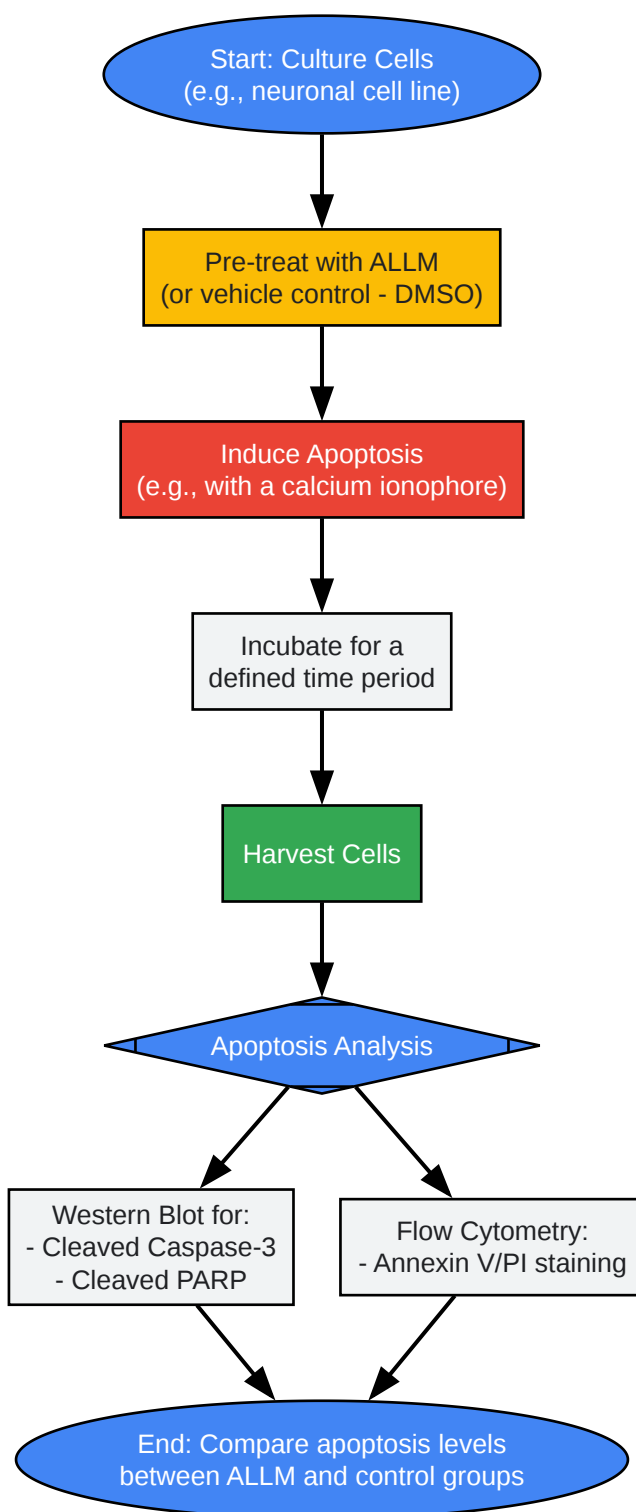 Start: Culture Cells
(e.g., neuronal cell line)
Pre-treat with ALLM
(or vehicle control - DMSO)
Induce Apoptosis
(e.g., with a calcium ionophore)
Incubate for a
defined time period
Harvest Cells
Apoptosis Analysis
Western Blot for:
- Cleaved Caspase-3
- Cleaved PARP
Flow Cytometry:
- Annexin V/PI staining
End: Compare apoptosis levels
between ALLM and control groups